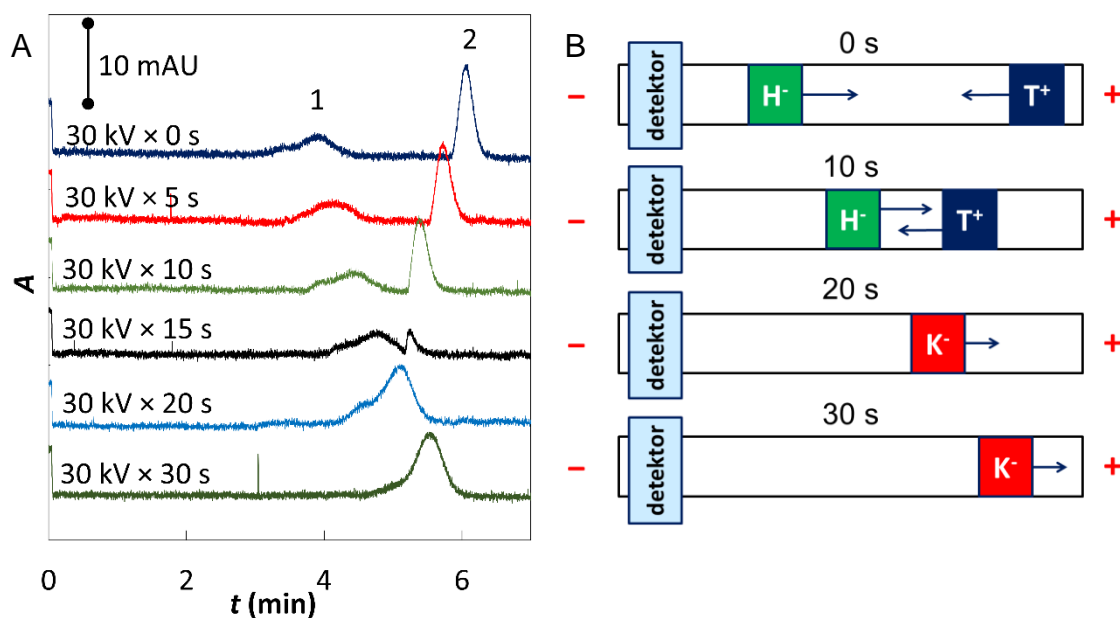 A
10 mAU
1
2
30 kV × 0 s
30 kV × 5 s
30 kV × 10 s
30 kV × 15 s
30 kV × 20 s
30 kV × 30 s
A
0 2 4 6
t (min)
B
0 s
− detektor H⁻ T⁺ +
10 s
− detektor H⁻ T⁺ +
20 s
− detektor K⁻ +
30 s
− detektor K⁻ +